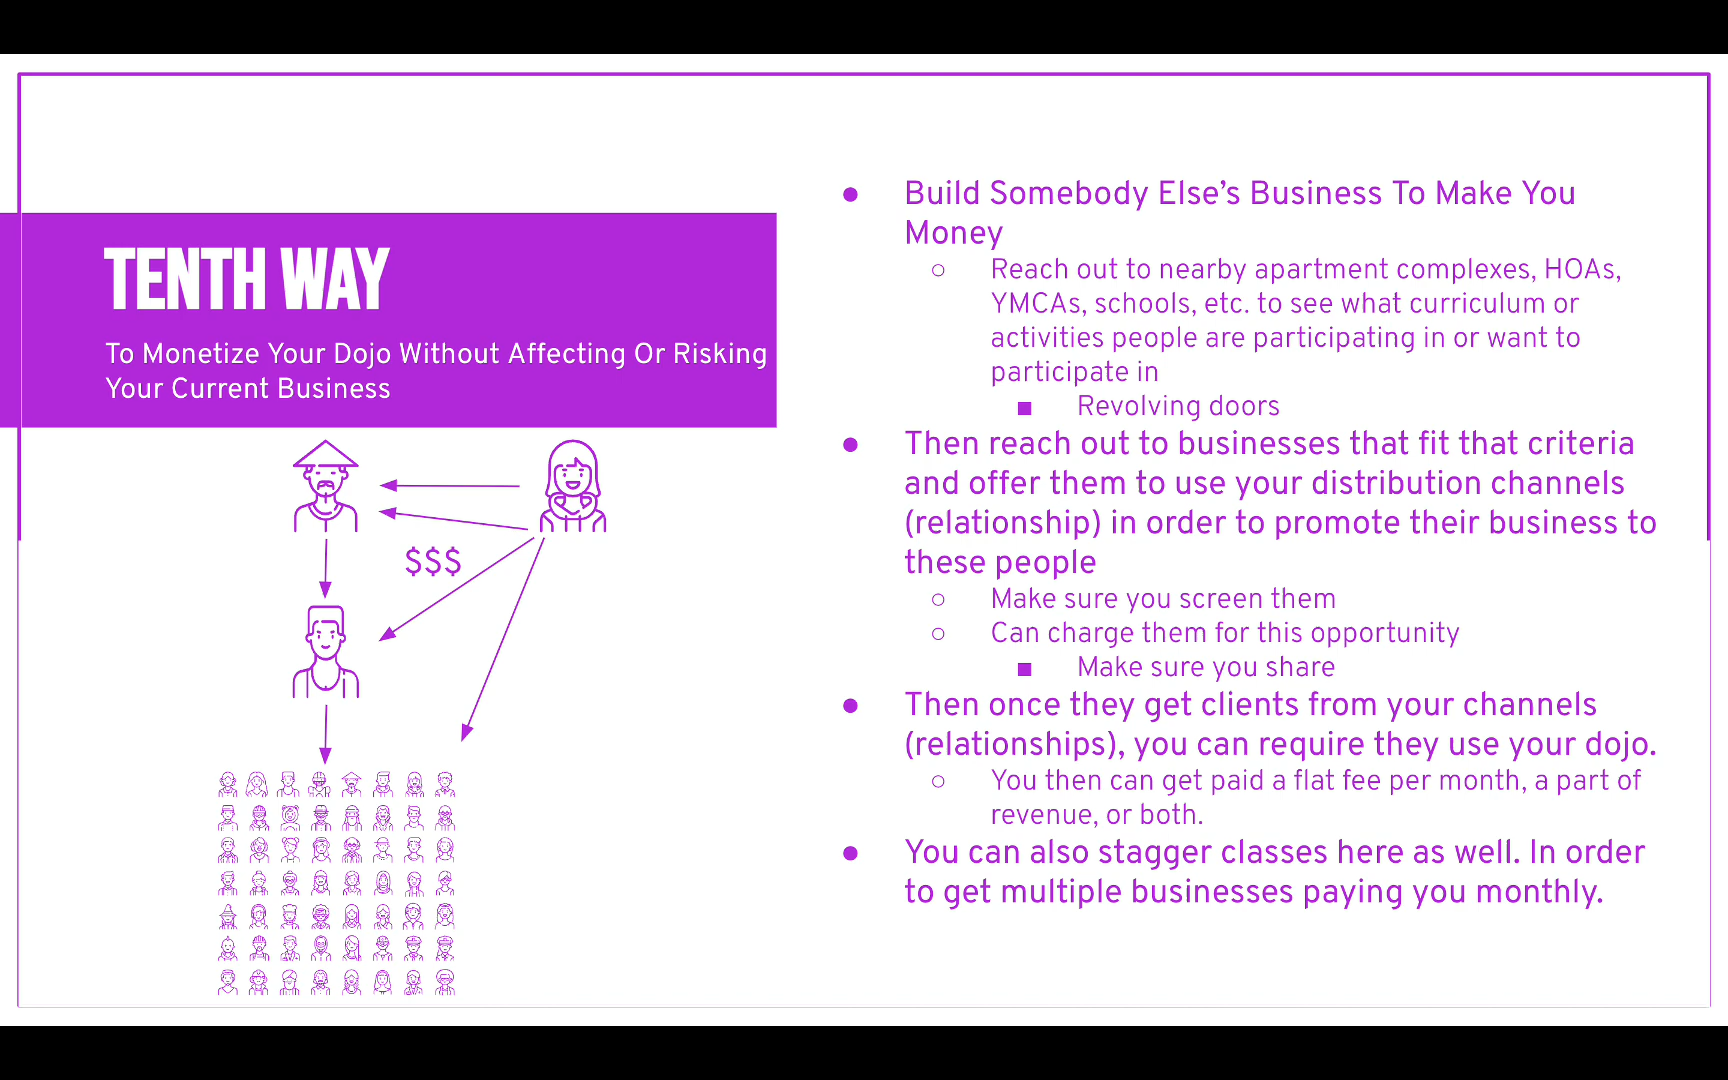 TENTH WAY
To Monetize Your Dojo Without Affecting Or Risking
Your Current Business
$$$
● Build Somebody Else’s Business To Make You
Money
○ Reach out to nearby apartment complexes, HOAs,
YMCAs, schools, etc. to see what curriculum or
activities people are participating in or want to
participate in
■ Revolving doors
● Then reach out to businesses that fit that criteria
and offer them to use your distribution channels
(relationship) in order to promote their business to
these people
○ Make sure you screen them
○ Can charge them for this opportunity
■ Make sure you share
● Then once they get clients from your channels
(relationships), you can require they use your dojo.
○ You then can get paid a flat fee per month, a part of
revenue, or both.
● You can also stagger classes here as well. In order
to get multiple businesses paying you monthly.